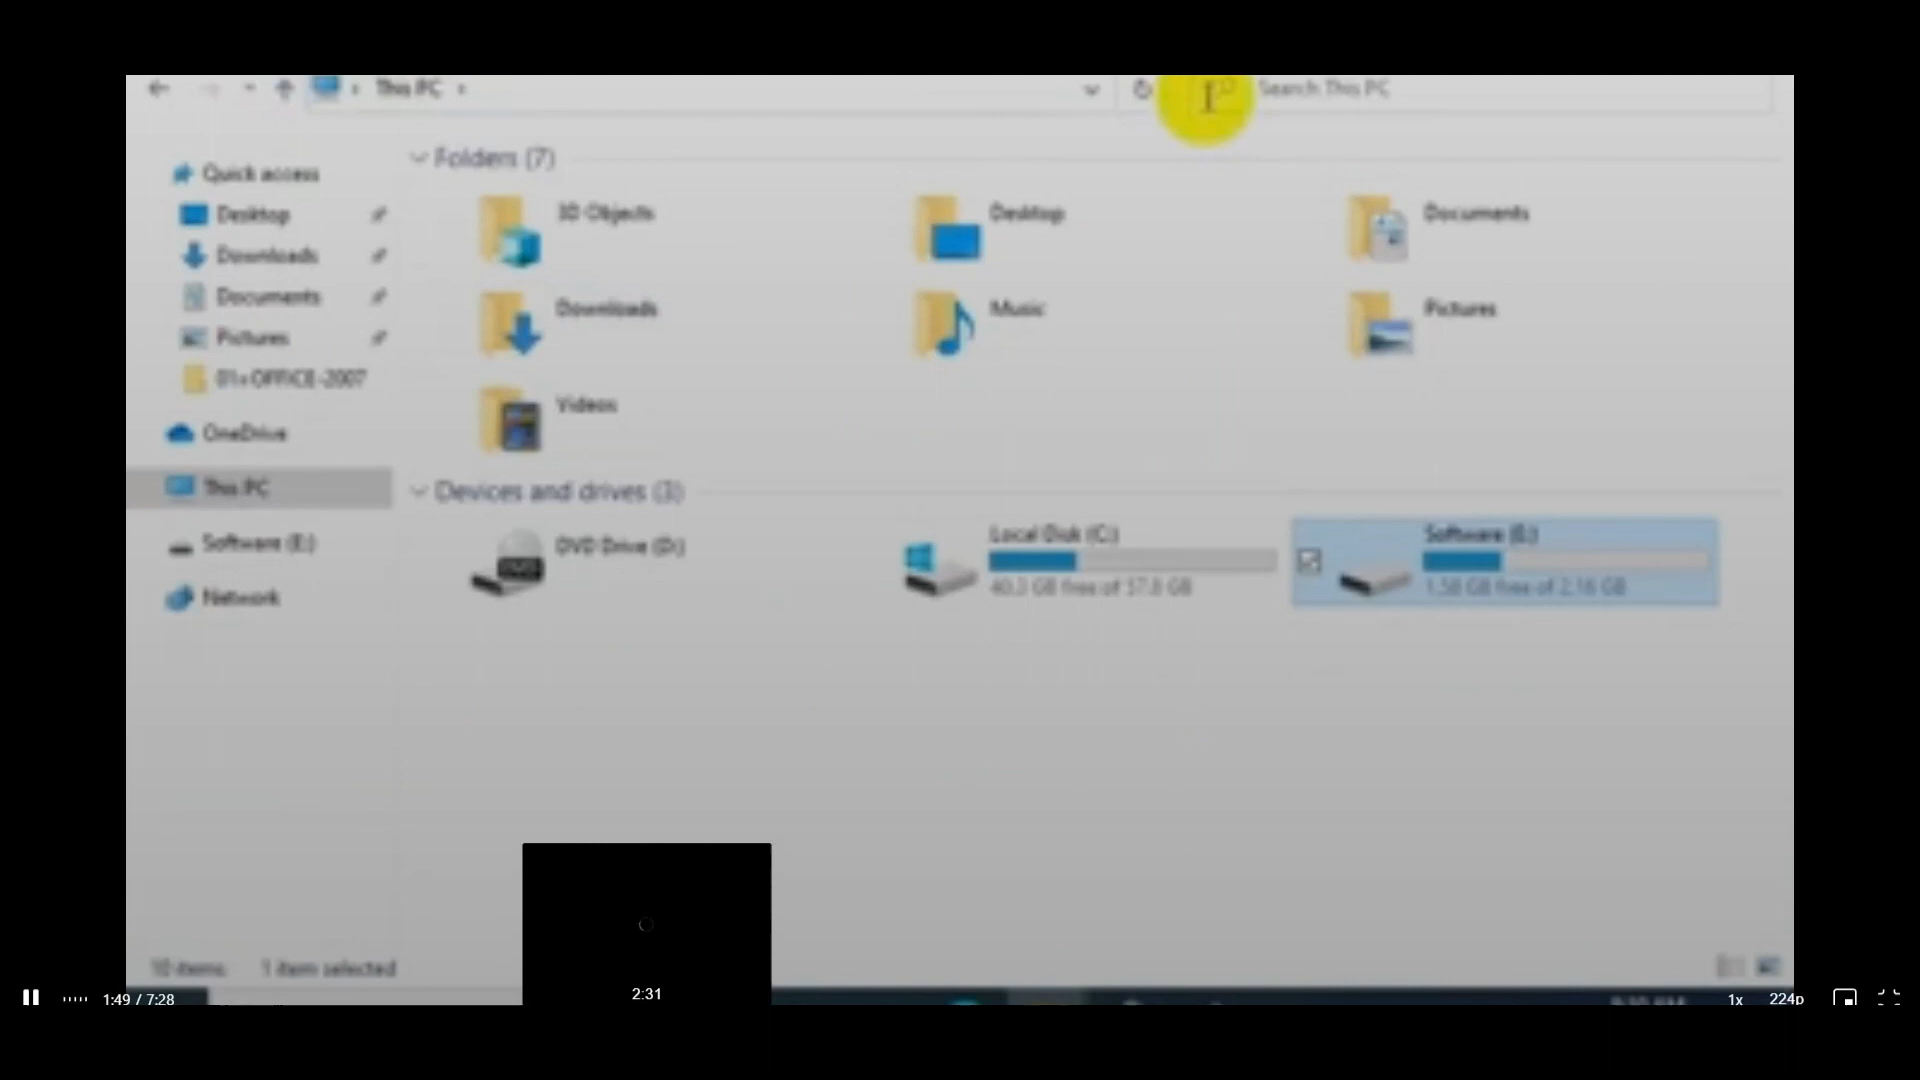 This PC
Search This PC
Quick access
Desktop
Downloads
Documents
Pictures
01+OFFICE-2007
OneDrive
This PC
Software (E:)
Network
Folders (7)
3D Objects
Desktop
Documents
Downloads
Music
Pictures
Videos
Devices and drives (3)
DVD Drive (D:)
Local Disk (C:)
40.3 GB free of 57.8 GB
Software (E:)
1.58 GB free of 2.16 GB
10 items
1 item selected
2:31
1:49 / 7:28
1x
224p